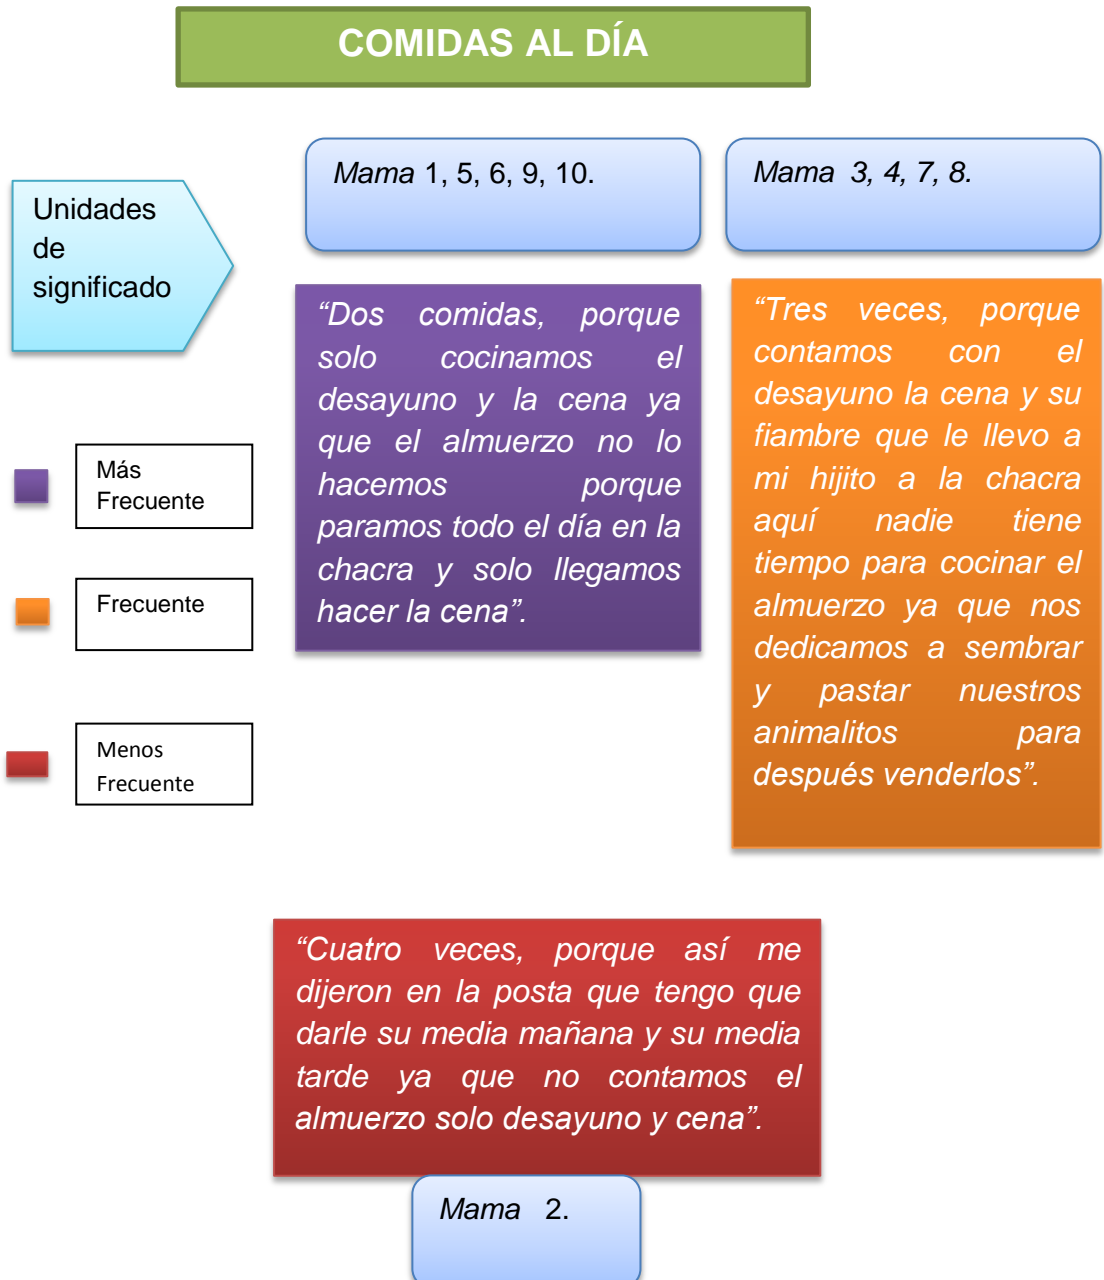 COMIDAS AL DÍA
Mama 1, 5, 6, 9, 10.
Mama 3, 4, 7, 8.
Unidades
de
significado
“Dos comidas, porque
solo cocinamos el
desayuno y la cena ya
que el almuerzo no lo
hacemos porque
paramos todo el día en la
chacra y solo llegamos
hacer la cena”.
“Tres veces, porque
contamos con el
desayuno la cena y su
fiambre que le llevo a
mi hijito a la chacra
aquí nadie tiene
tiempo para cocinar el
almuerzo ya que nos
dedicamos a sembrar
y pastar nuestros
animalitos para
después venderlos”.
Más
Frecuente
Frecuente
Menos
Frecuente
“Cuatro veces, porque así me
dijeron en la posta que tengo que
darle su media mañana y su media
tarde ya que no contamos el
almuerzo solo desayuno y cena”.
Mama 2.